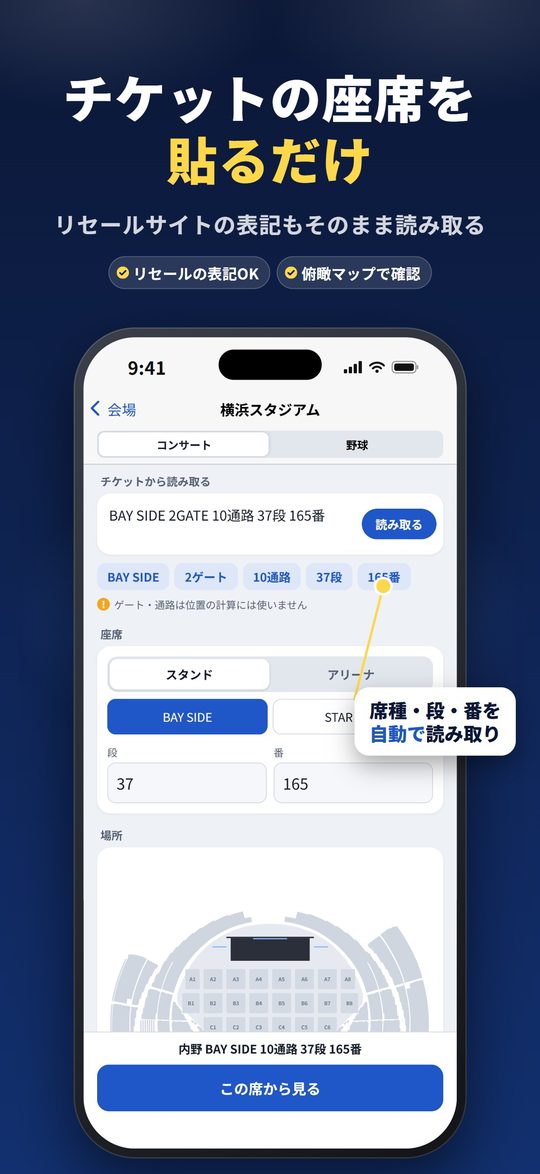 チケットの座席を
貼るだけ
リセールサイトの表記もそのまま読み取る
リセールの表記OK
俯瞰マップで確認
9:41
会場
横浜スタジアム
コンサート
野球
チケットから読み取る
BAY SIDE 2GATE 10通路 37段 165番
読み取る
BAY SIDE
2ゲート
10通路
37段
165番
ゲート・通路は位置の計算には使いません
座席
スタンド
アリーナ
BAY SIDE
STAR
席種・段・番を
自動で読み取り
段
番
37
165
場所
A1 A2 A3 A4 A5 A6 A7 A8
B1 B2 B3 B4 B5 B6 B7 B8
C1 C2 C3 C4 C5 C6
内野 BAY SIDE 10通路 37段 165番
この席から見る